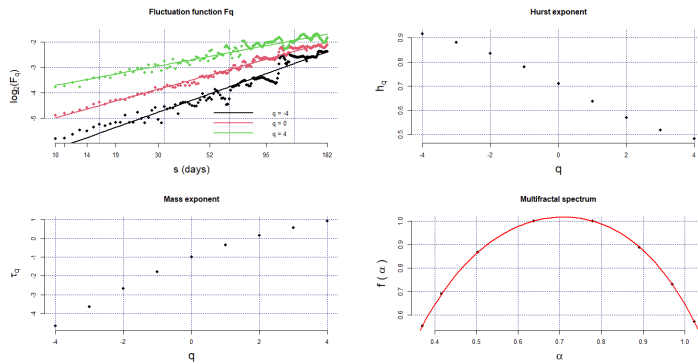 Fluctuation function Fq
log2(Fq)
-2
-3
-4
-5
q = -4
q = 0
q = 4
10 14 19 30 52 95 182
s (days)
Hurst exponent
hq
0.9
0.8
0.7
0.6
0.5
-4 -2 0 2 4
q
Mass exponent
τq
1
0
-1
-2
-3
-4
-4 -2 0 2 4
q
Multifractal spectrum
f ( α )
1.0
0.9
0.8
0.7
0.6
0.4 0.5 0.6 0.7 0.8 0.9 1.0
α